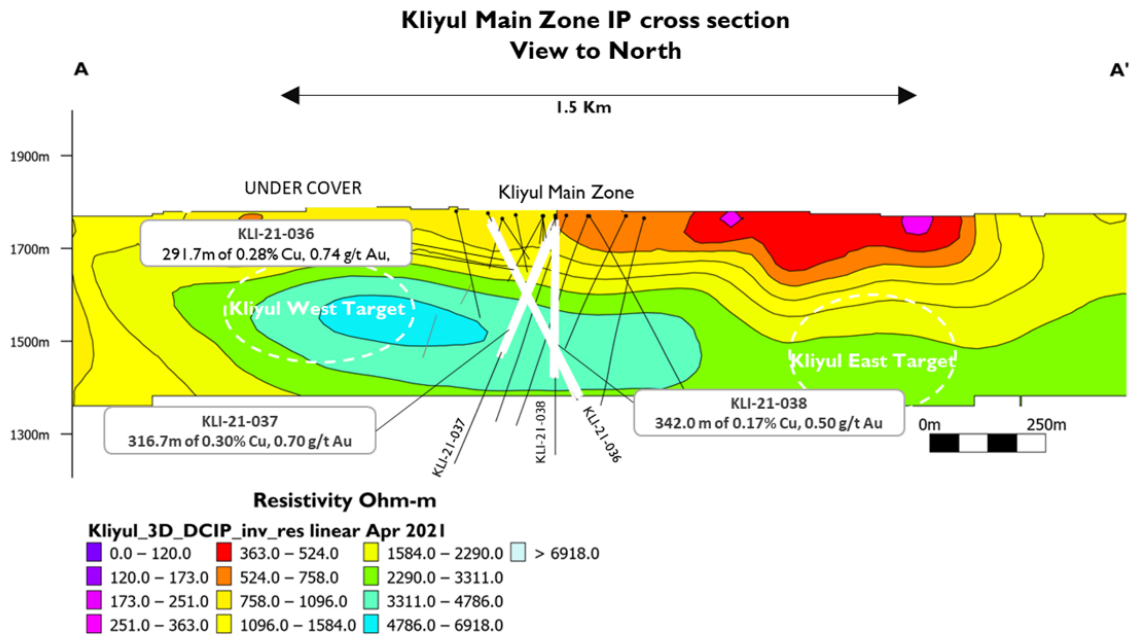 Kliyul Main Zone IP cross section
View to North
A
A'
1.5 Km
1900m
UNDER COVER
Kliyul Main Zone
KLI-21-036
291.7m of 0.28% Cu, 0.74 g/t Au,
1700m
Kliyul West Target
1500m
Kliyul East Target
KLI-21-037
316.7m of 0.30% Cu, 0.70 g/t Au
KLI-21-038
342.0 m of 0.17% Cu, 0.50 g/t Au
1300m
KLI-21-037
KLI-21-038
KLI-21-036
0m
250m
Resistivity Ohm-m
Kliyul_3D_DCIP_inv_res linear Apr 2021
0.0 – 120.0
363.0 – 524.0
1584.0 – 2290.0
> 6918.0
120.0 – 173.0
524.0 – 758.0
2290.0 – 3311.0
173.0 – 251.0
758.0 – 1096.0
3311.0 – 4786.0
251.0 – 363.0
1096.0 – 1584.0
4786.0 – 6918.0